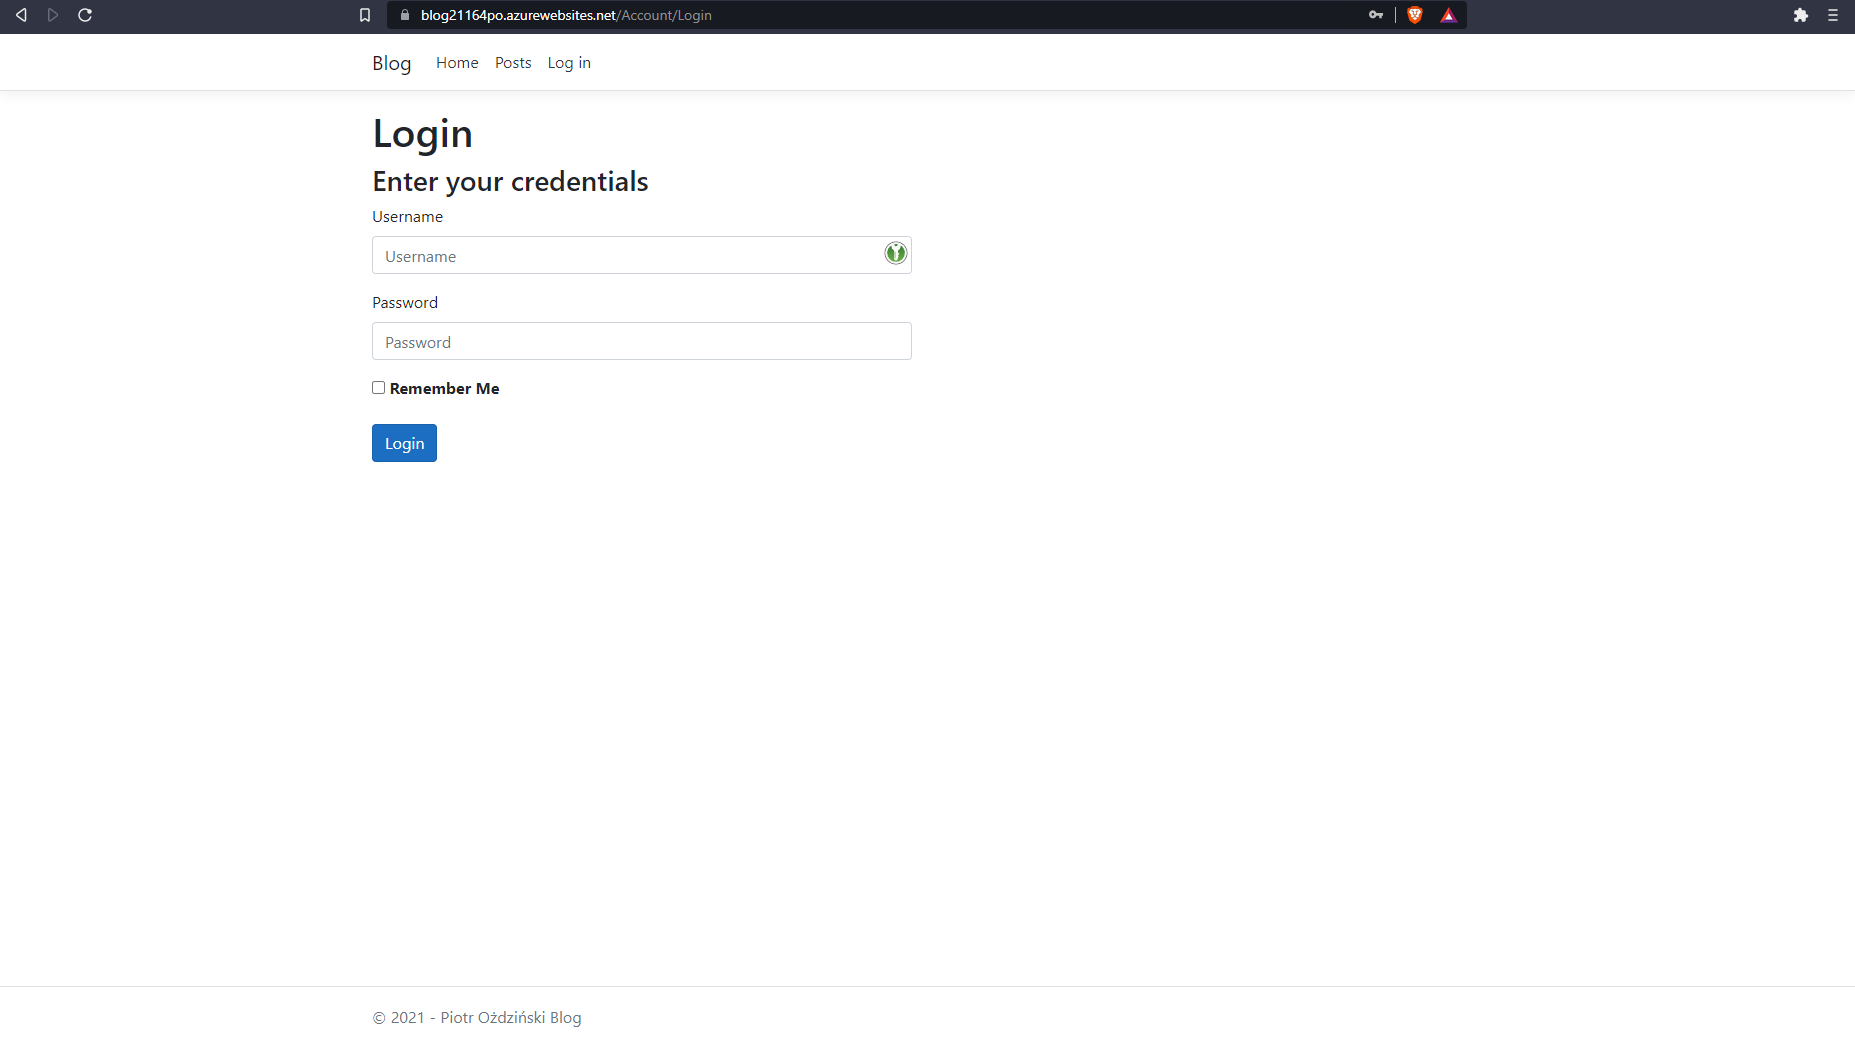 blog21164po.azurewebsites.net/Account/Login
Blog Home Posts Log in
Login
Enter your credentials
Username
Username
Password
Password
Remember Me
Login
© 2021 - Piotr Oździński Blog